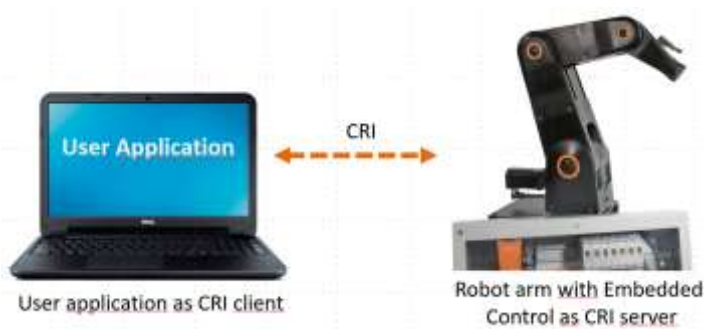 User Application
CRI
User application as CRI client
Robot arm with Embedded
Control as CRI server